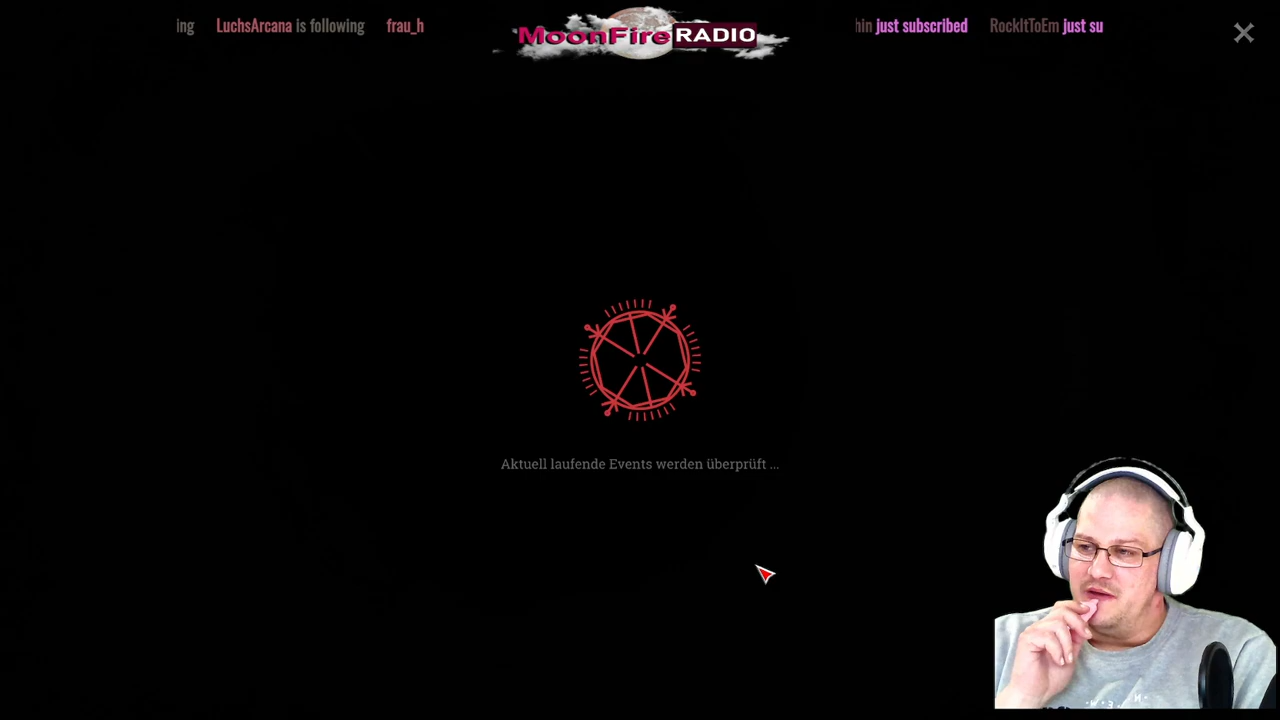 ing LuchsArcana is following frau_h
MoonFire RADIO
hin just subscribed RockItToEm just su
Aktuell laufende Events werden überprüft ...